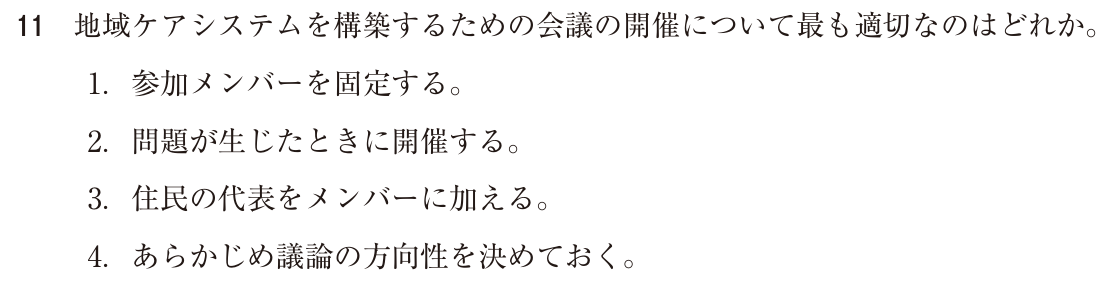 11 地域ケアシステムを構築するための会議の開催について最も適切なのはどれか。
1. 参加メンバーを固定する。
2. 問題が生じたときに開催する。
3. 住民の代表をメンバーに加える。
4. あらかじめ議論の方向性を決めておく。